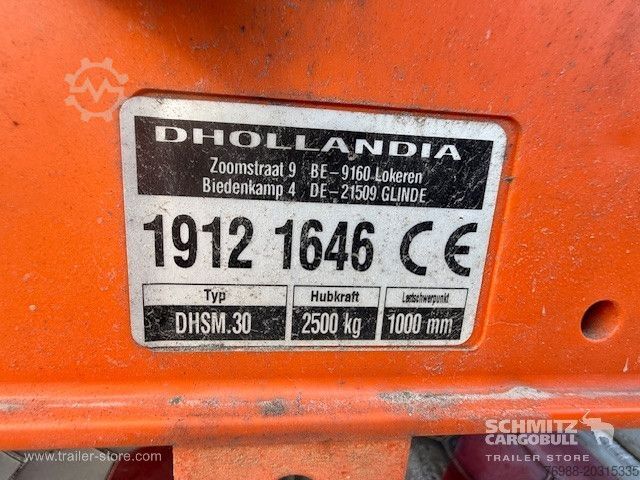 DHOLLANDIA
Zoomstraat 9 BE-9160 Lokeren
Biedenkamp 4 DE-21509 GLINDE
1912 1646 CE
Typ Hubkraft Lastschwerpunkt
DHSM.30 2500 kg 1000 mm
SCHMITZ
CARGOBULL
TRAILER STORE
© www.trailer-store.com
76988-20315335